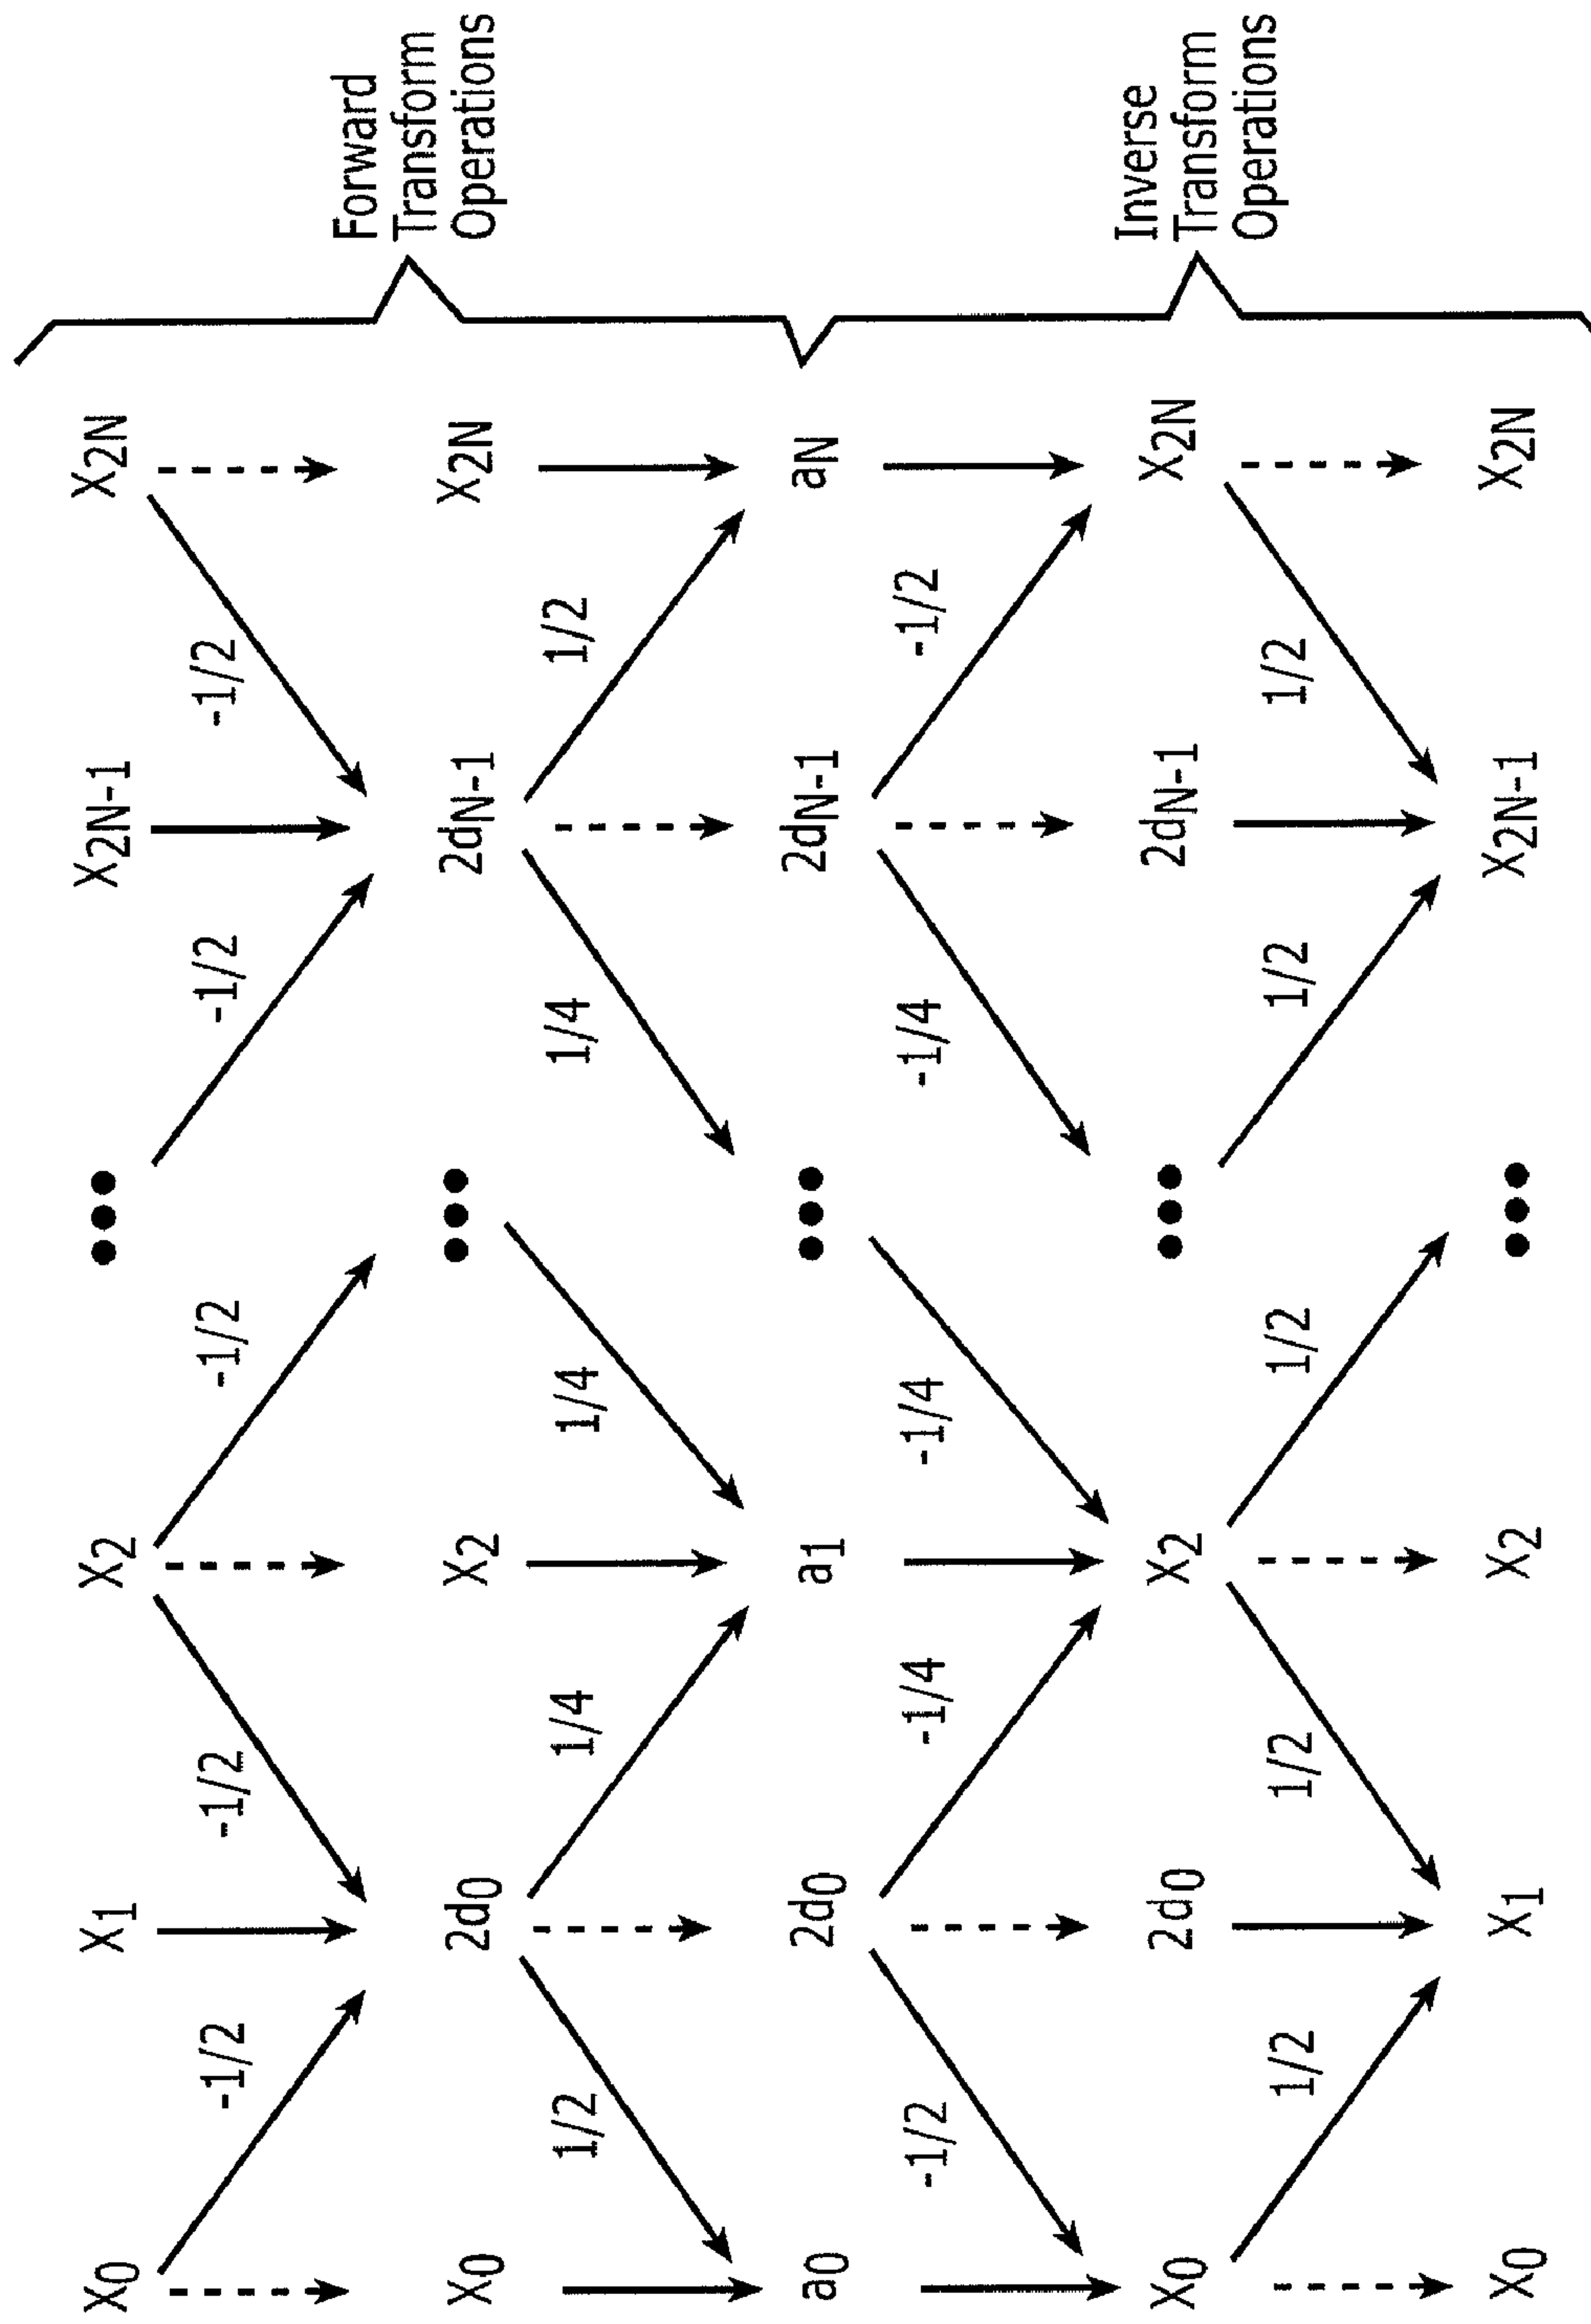 X₀ X₁ X₂ ••• X₂N-1 X₂N
-1/2 -1/2 -1/2 -1/2 -1/2
X₀ 2d₀ X₂ ••• 2dN-1 X₂N
Forward
Transform
Operations
1/2 1/4 1/4 1/4 1/2
a₀ 2d₀ a₁ ••• 2dN-1 aN
-1/2 -1/4 -1/4 -1/4 -1/2
X₀ 2d₀ X₂ ••• 2dN-1 X₂N
Inverse
Transform
Operations
1/2 1/2 1/2 1/2 1/2
X₀ X₁ X₂ ••• X₂N-1 X₂N